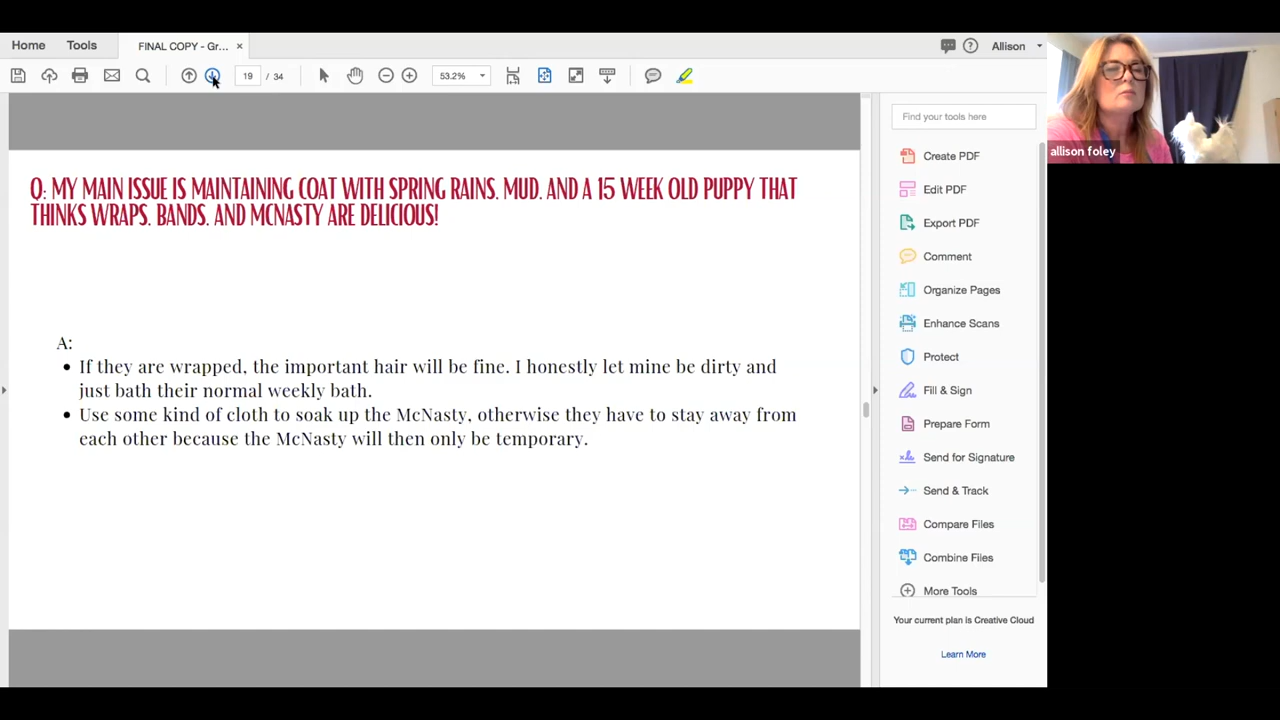 Home Tools FINAL COPY - Gr... × Allison
19 / 34 53.2%
Q: MY MAIN ISSUE IS MAINTAINING COAT WITH SPRING RAINS, MUD, AND A 15 WEEK OLD PUPPY THAT
THINKS WRAPS, BANDS, AND MCNASTY ARE DELICIOUS!
A:
• If they are wrapped, the important hair will be fine. I honestly let mine be dirty and
just bath their normal weekly bath.
• Use some kind of cloth to soak up the McNasty, otherwise they have to stay away from
each other because the McNasty will then only be temporary.
Find your tools here
Create PDF
Edit PDF
Export PDF
Comment
Organize Pages
Enhance Scans
Protect
Fill & Sign
Prepare Form
Send for Signature
Send & Track
Compare Files
Combine Files
More Tools
Your current plan is Creative Cloud
Learn More
allison foley